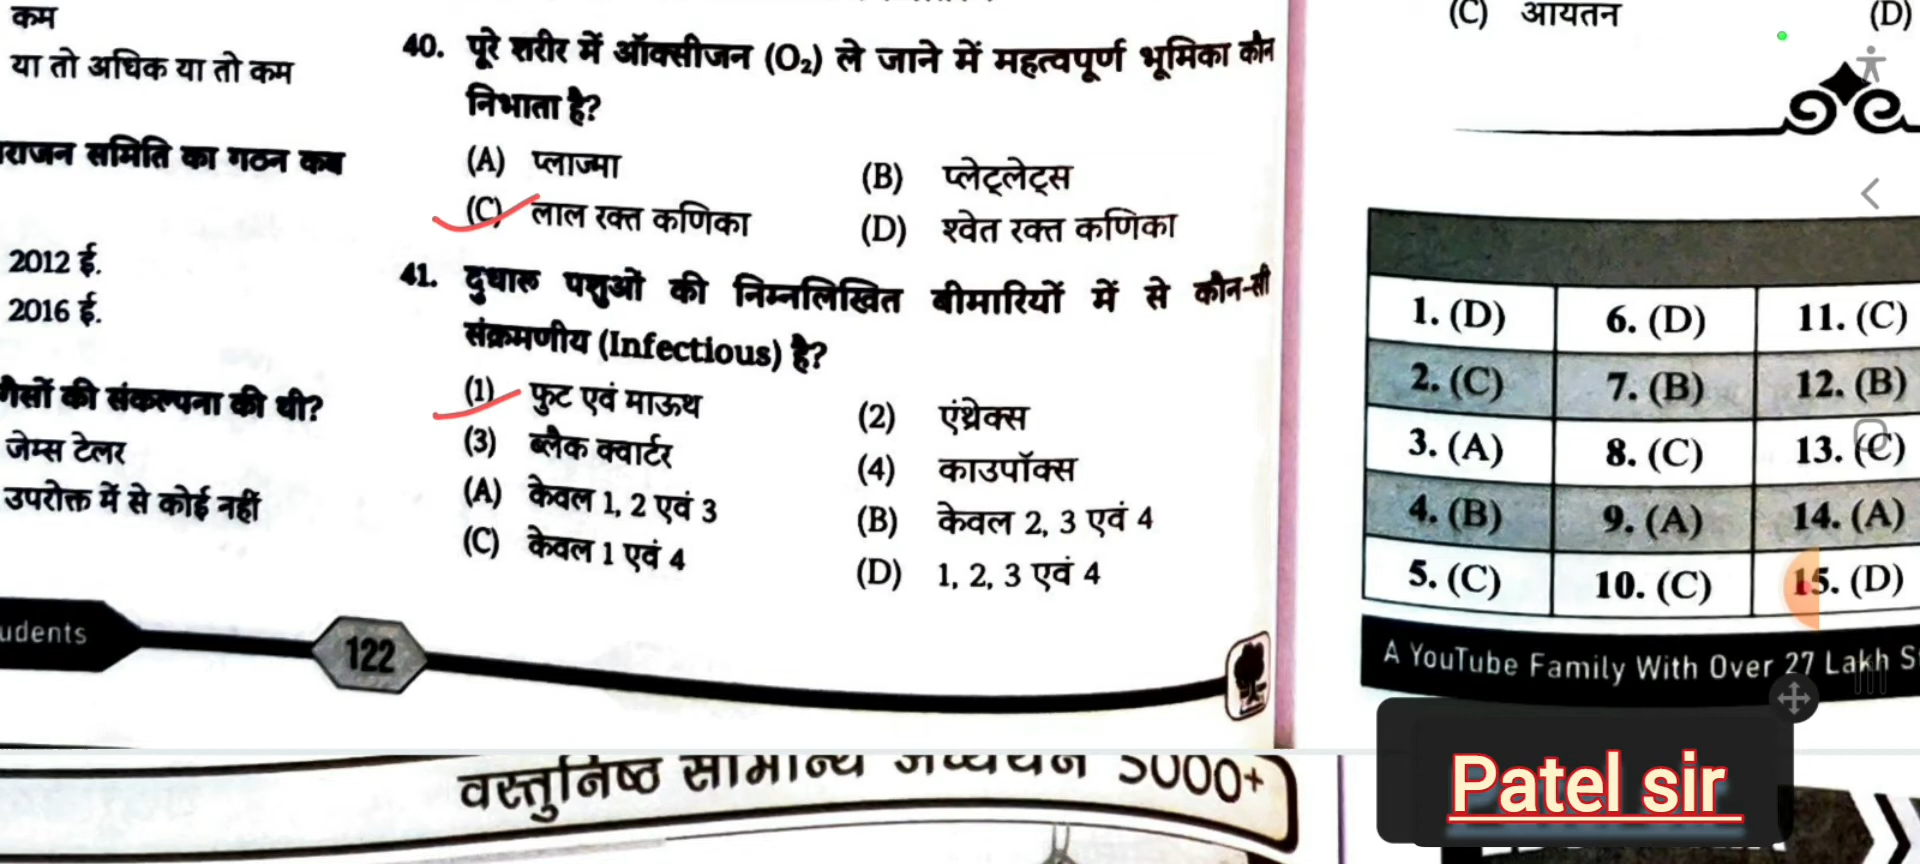 कम
या तो अधिक या तो कम
राजन समिति का गठन कब
2012 ई.
2016 ई.
गैसों की संकल्पना की थी?
जेम्स टेलर
उपरोक्त में से कोई नहीं
udents
122
40. पूरे शरीर में ऑक्सीजन (O₂) ले जाने में महत्वपूर्ण भूमिका कौन
निभाता है?
(A) प्लाज्मा (B) प्लेट्लेट्स
(C) लाल रक्त कणिका (D) श्वेत रक्त कणिका
41. दुधारू पशुओं की निम्नलिखित बीमारियों में से कौन-सी
संक्रमणीय (Infectious) है?
(1) फुट एवं माऊथ (2) एंथ्रेक्स
(3) ब्लैक क्वार्टर (4) काउपॉक्स
(A) केवल 1, 2 एवं 3 (B) केवल 2, 3 एवं 4
(C) केवल 1 एवं 4 (D) 1, 2, 3 एवं 4
(C) आयतन (D)
1. (D) 6. (D) 11. (C)
2. (C) 7. (B) 12. (B)
3. (A) 8. (C) 13. (C)
4. (B) 9. (A) 14. (A)
5. (C) 10. (C) 15. (D)
A YouTube Family With Over 27 Lakh S
वस्तुनिष्ठ सामान्य अध्ययन 5000+
Patel sir